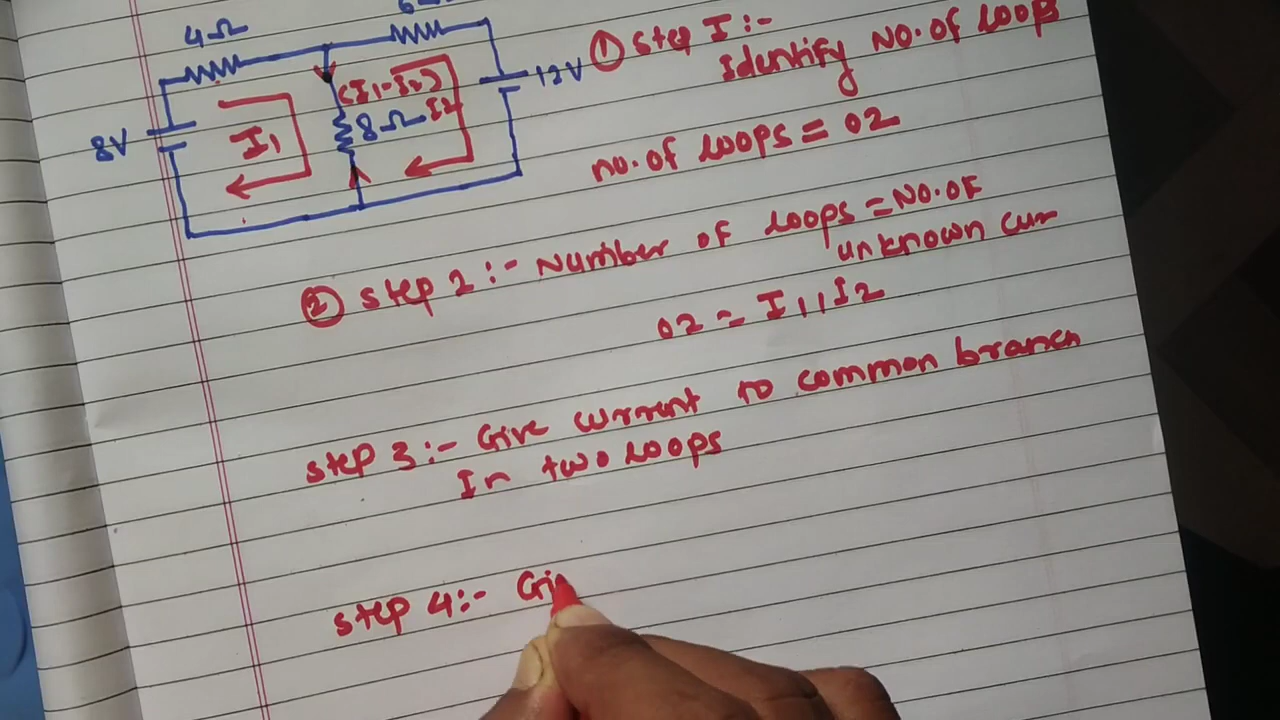 4Ω
8V
I1
(I1-I2)
8Ω I2
12V
① Step I:-
Identify NO. of loops
no. of loops = 02
② Step 2:- Number of loops = NO. OF
unknown cur
02 = I1, I2
Step 3:- Give current to common branch
In two loops
Step 4:- Gi